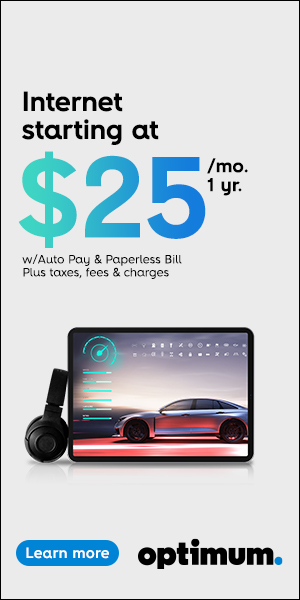 Internet
starting at
$25/mo.
1 yr.
w/Auto Pay & Paperless Bill
Plus taxes, fees & charges
Learn more
optimum.